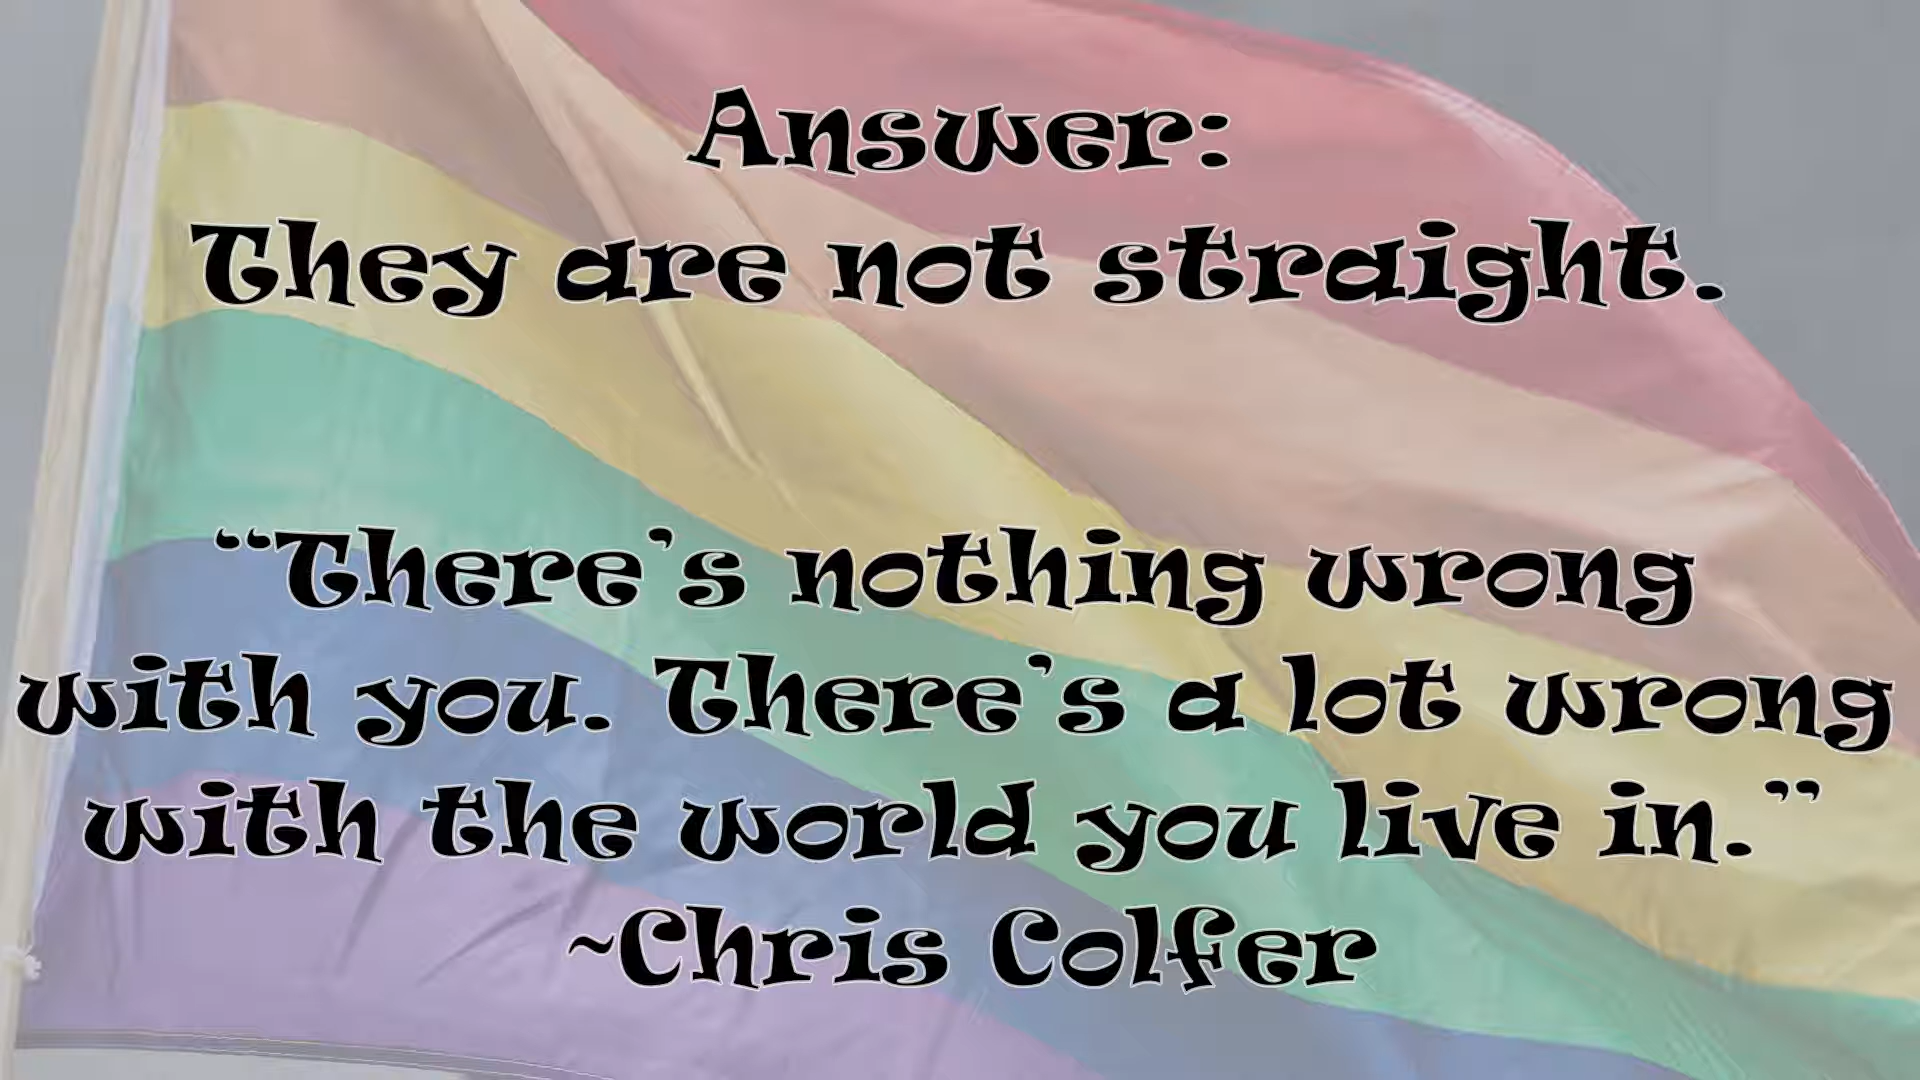 Answer:
They are not straight.
“There’s nothing wrong
with you. There’s a lot wrong
with the world you live in.”
~Chris Colfer